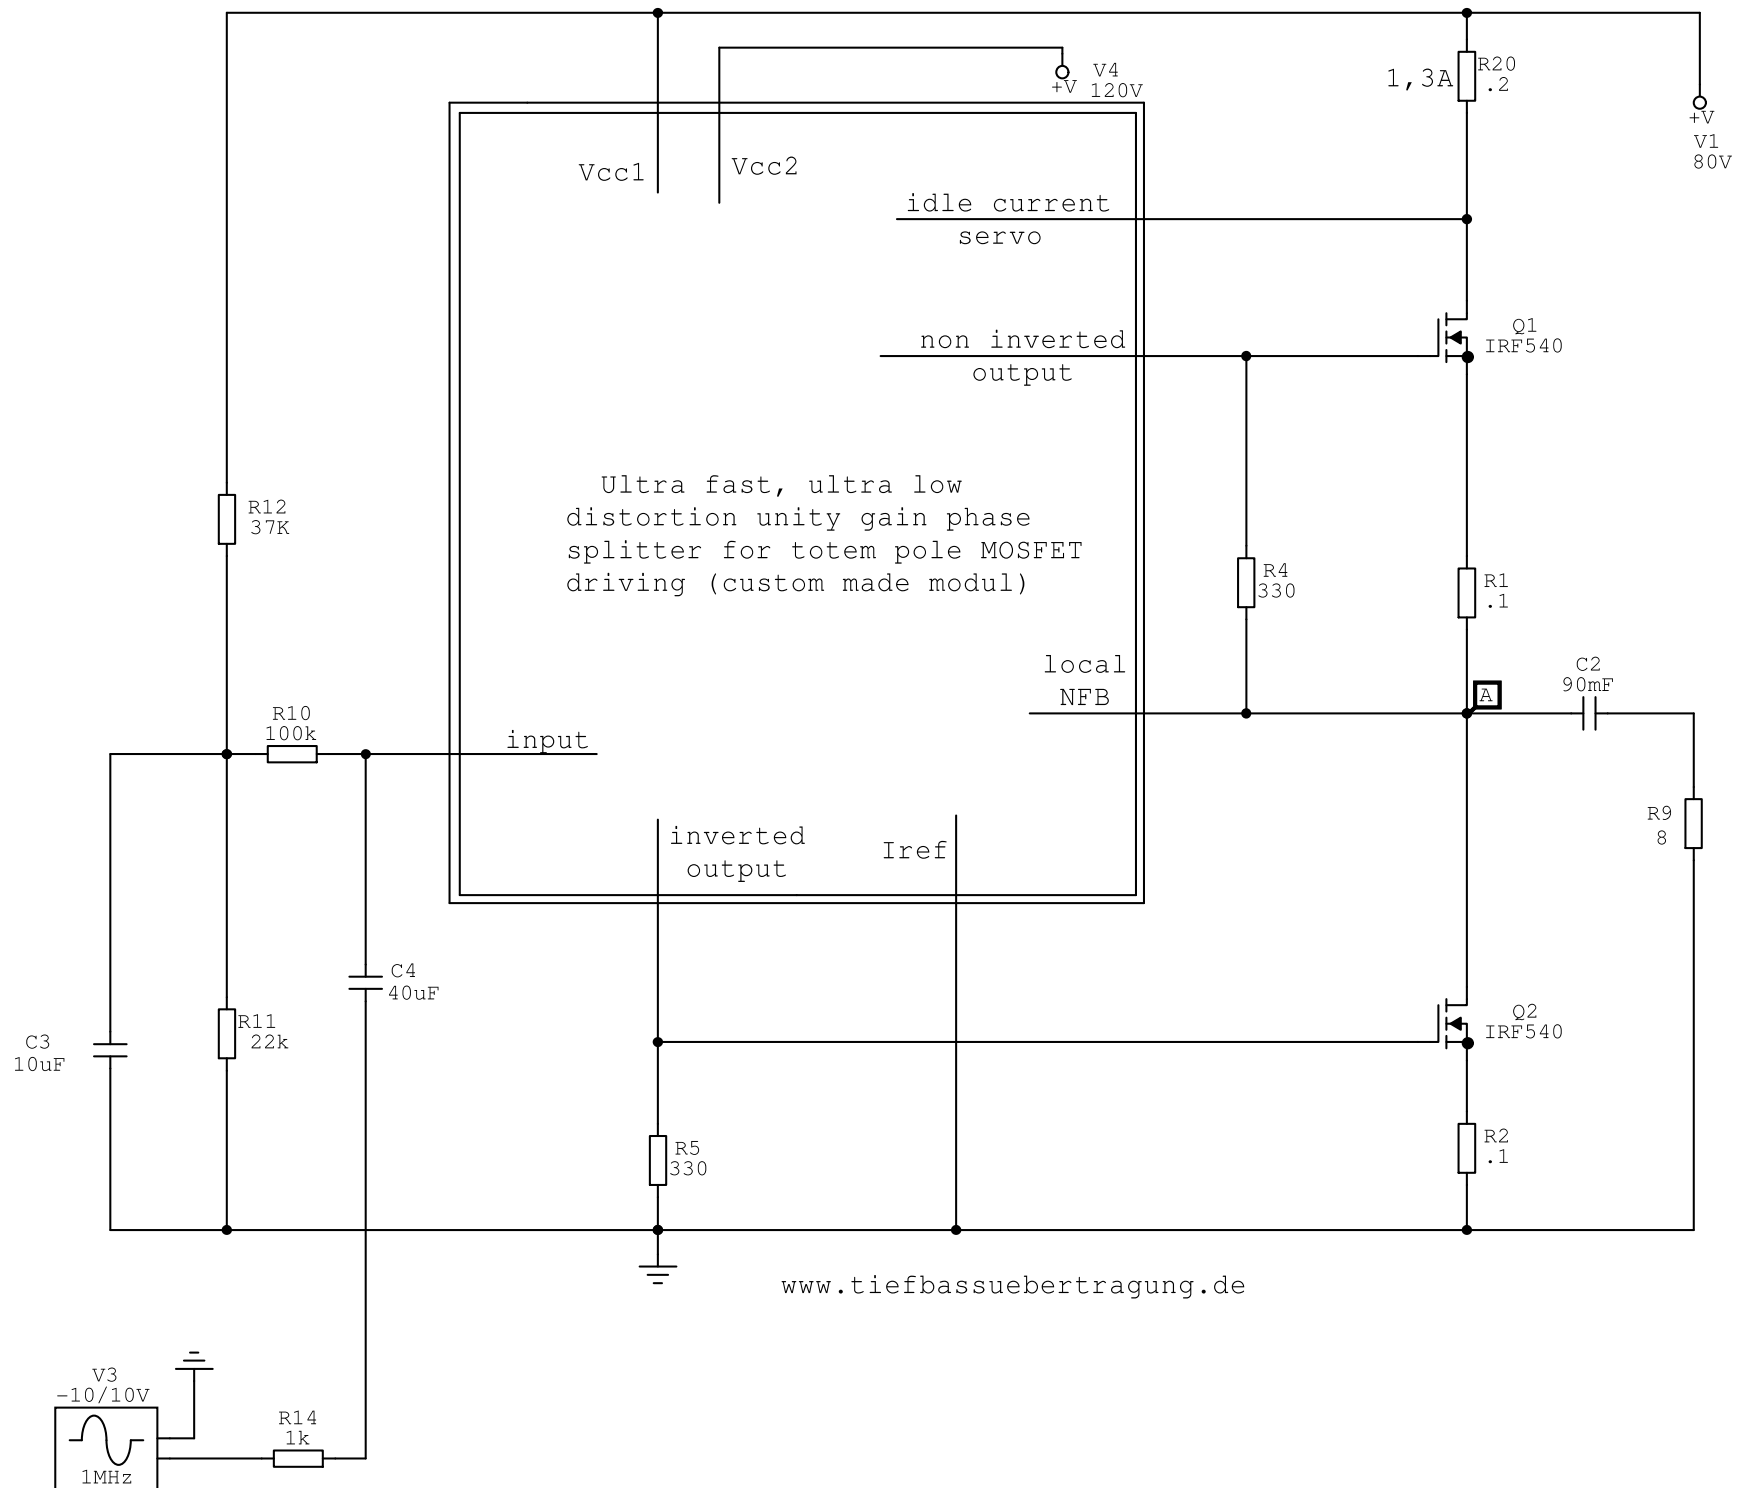 V4
+V 120V
R20
.2
1,3A
+V
V1
80V
Vcc1
Vcc2
idle current
servo
non inverted
output
Q1
IRF540
Ultra fast, ultra low
distortion unity gain phase
splitter for totem pole MOSFET
driving (custom made modul)
R12
37K
R4
330
R1
.1
local
NFB
A
C2
90mF
R10
100k
input
R9
8
inverted
output
Iref
C4
40uF
R11
22k
C3
10uF
Q2
IRF540
R5
330
R2
.1
www.tiefbassuebertragung.de
V3
-10/10V
1MHz
R14
1k